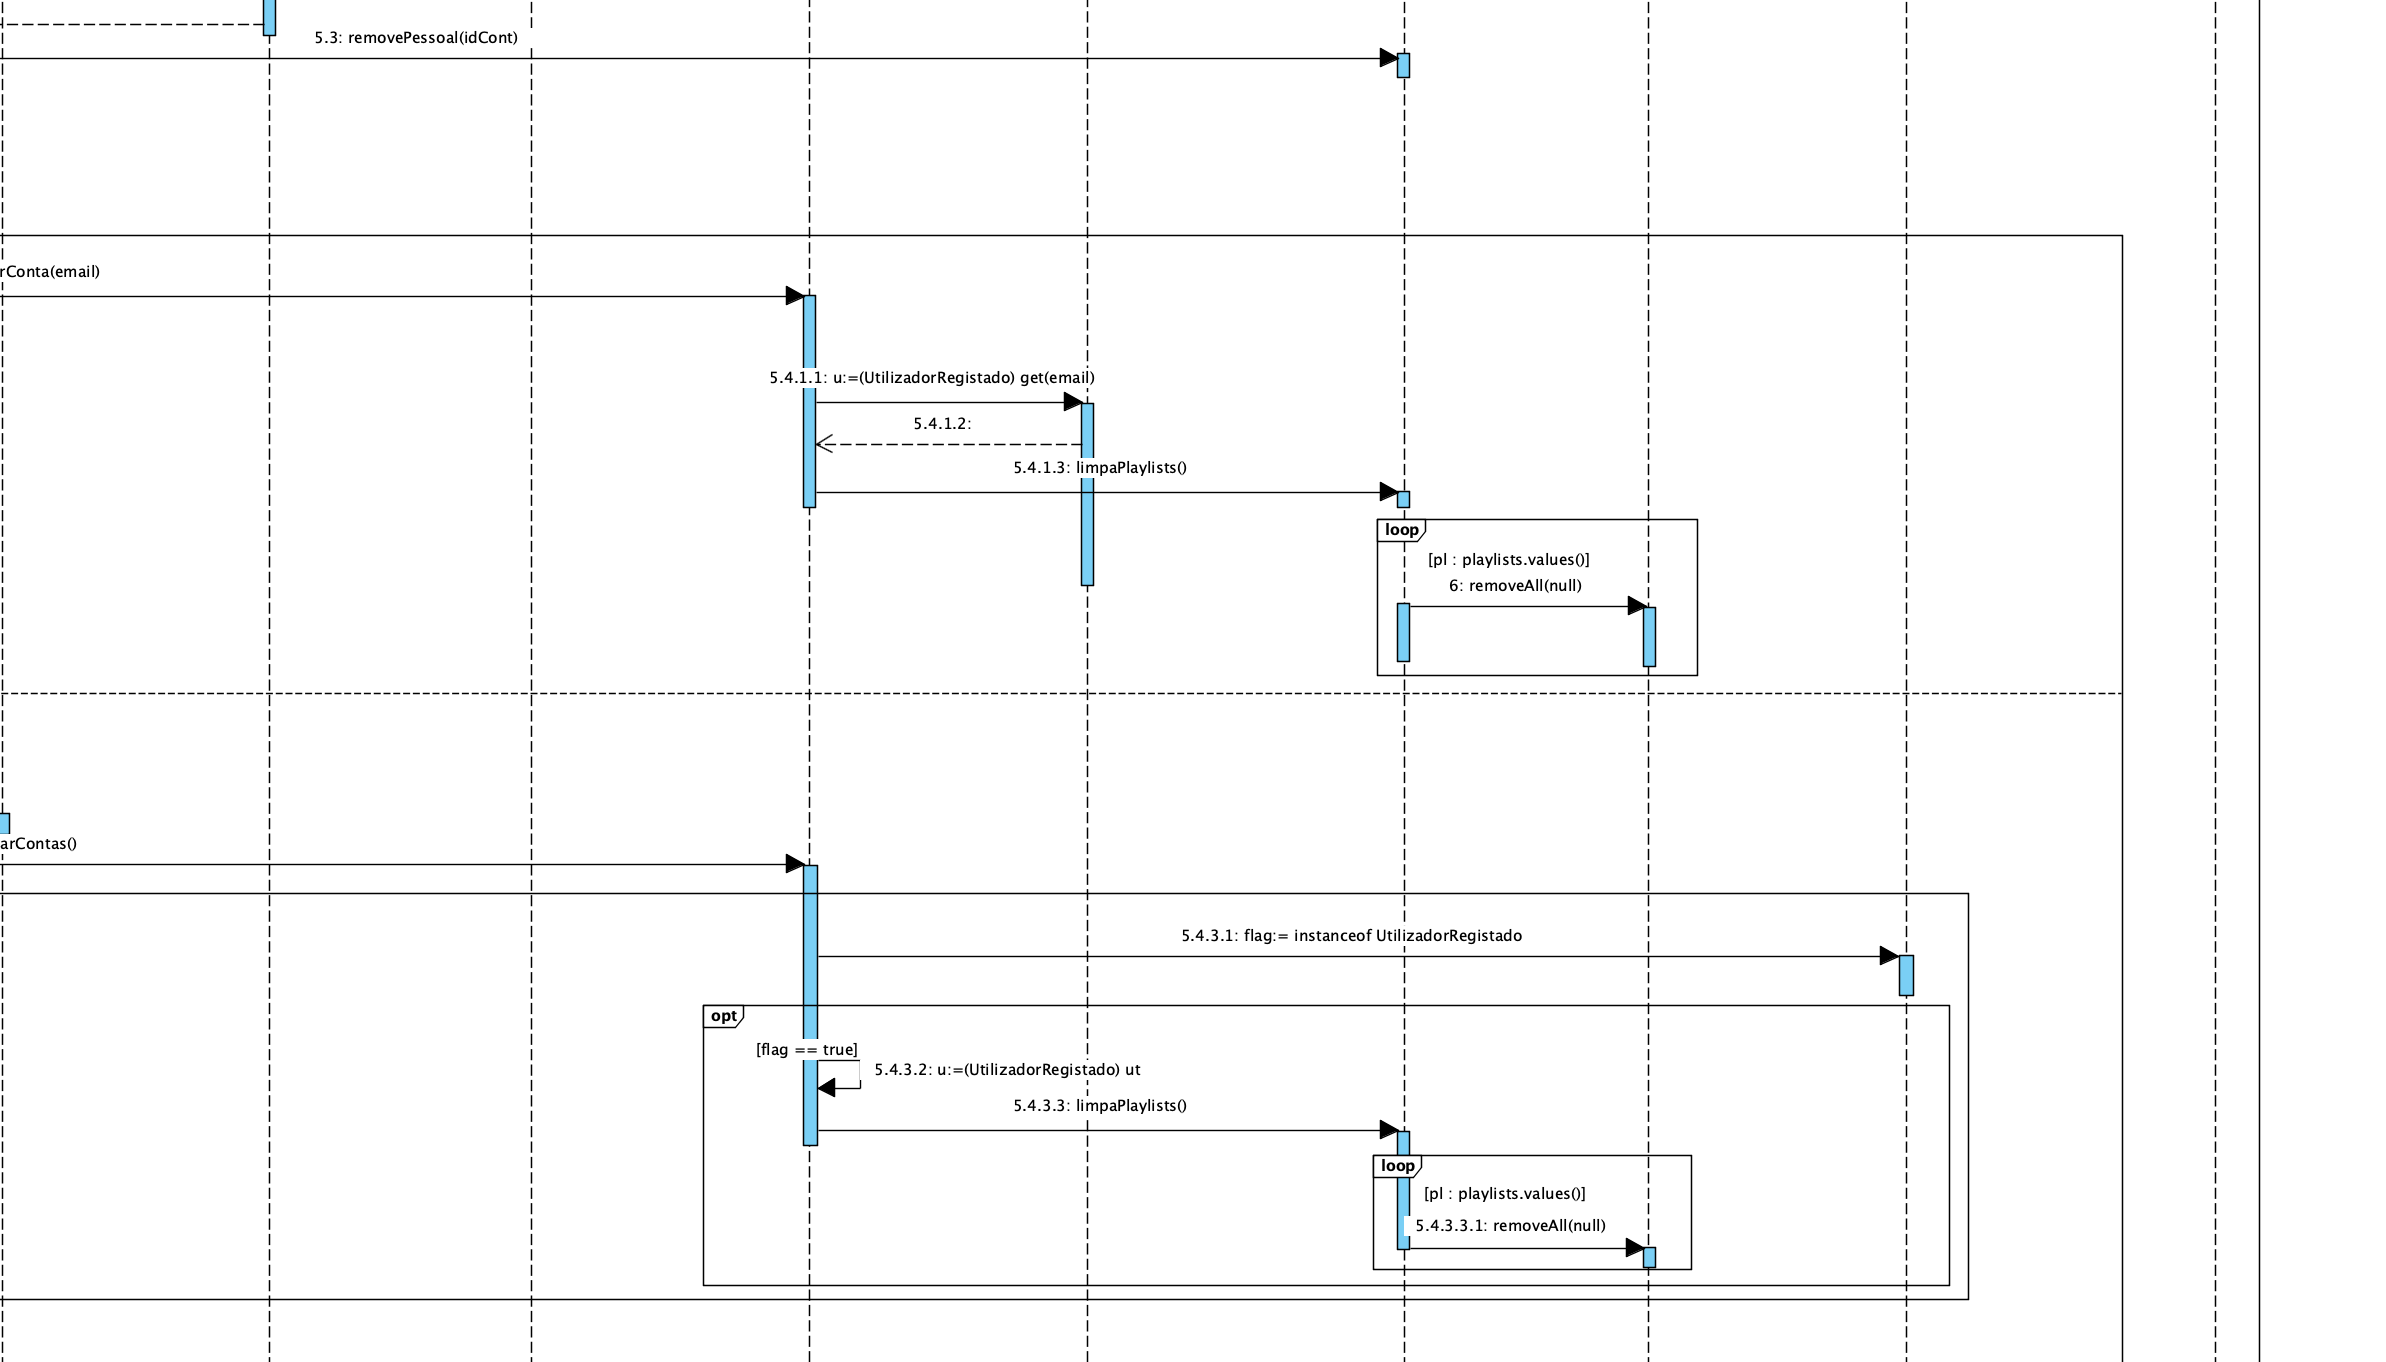 5.3: removePessoal(idCont)
rConta(email)
5.4.1.1: u:=(UtilizadorRegistado) get(email)
5.4.1.2:
5.4.1.3: limpaPlaylists()
loop
[pl : playlists.values()]
6: removeAll(null)
arContas()
5.4.3.1: flag:= instanceof UtilizadorRegistado
opt
[flag == true]
5.4.3.2: u:=(UtilizadorRegistado) ut
5.4.3.3: limpaPlaylists()
loop
[pl : playlists.values()]
5.4.3.3.1: removeAll(null)